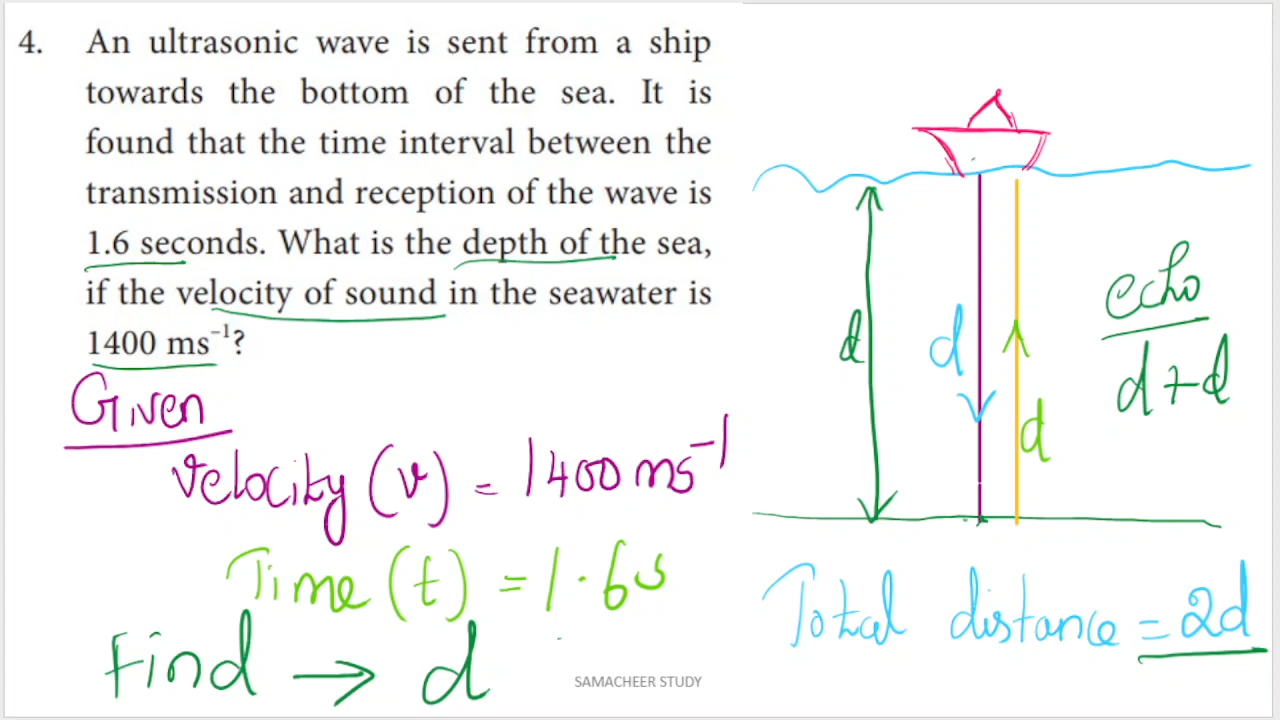 4. An ultrasonic wave is sent from a ship
towards the bottom of the sea. It is
found that the time interval between the
transmission and reception of the wave is
1.6 seconds. What is the depth of the sea,
if the velocity of sound in the seawater is
1400 ms⁻¹?
Given
Velocity (v) = 1400 ms⁻¹
Time (t) = 1.6s
Find → d
d
d
d
echo
d+d
Total distance = 2d
SAMACHEER STUDY